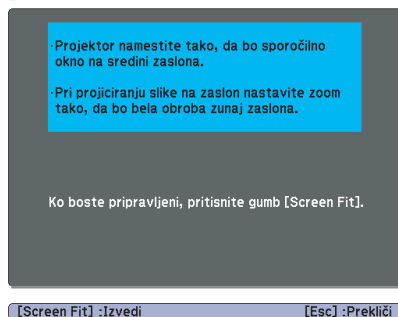 ·Projektor namestite tako, da bo sporočilno
okno na sredini zaslona.
·Pri projiciranju slike na zaslon nastavite zoom
tako, da bo bela obroba zunaj zaslona.
Ko boste pripravljeni, pritisnite gumb [Screen Fit].
[Screen Fit] :Izvedi [Esc] :Prekliči